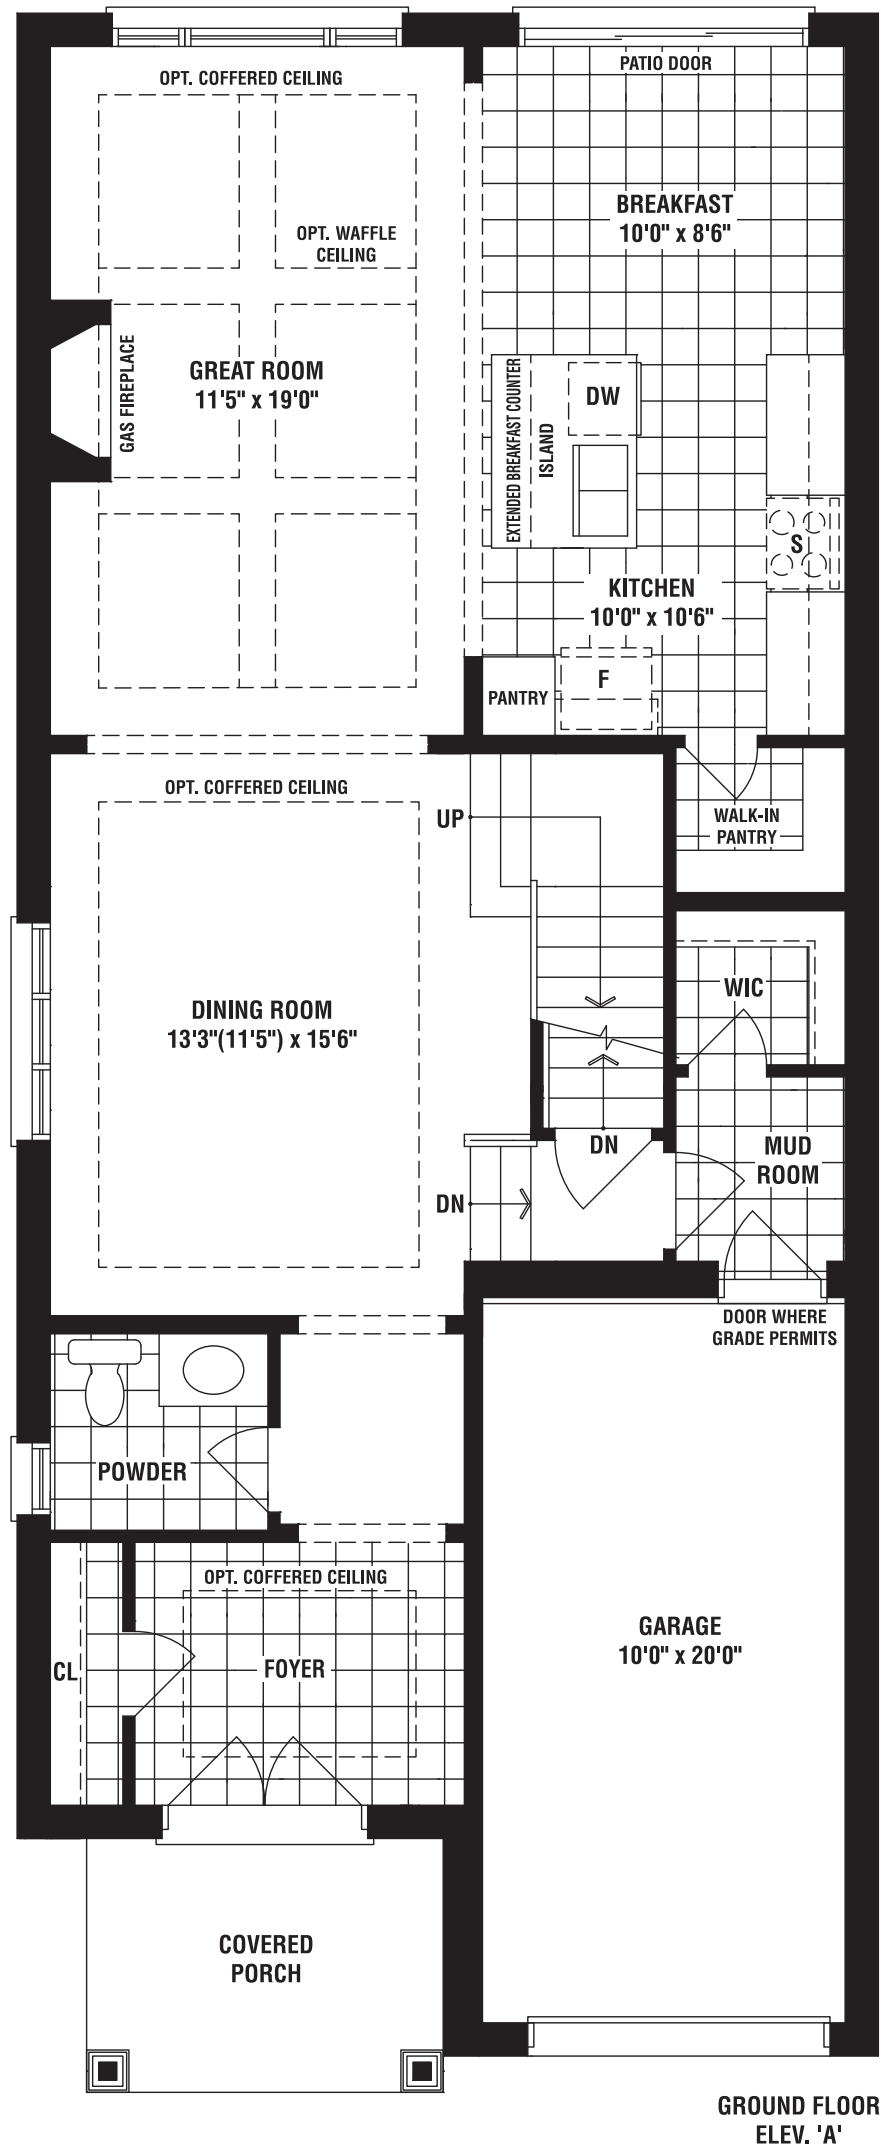 OPT. COFFERED CEILING
PATIO DOOR
BREAKFAST
10'0" x 8'6"
OPT. WAFFLE
CEILING
GAS FIREPLACE
GREAT ROOM
11'5" x 19'0"
EXTENDED BREAKFAST COUNTER
ISLAND
DW
S
KITCHEN
10'0" x 10'6"
PANTRY
F
OPT. COFFERED CEILING
UP
WALK-IN
PANTRY
WIC
DINING ROOM
13'3"(11'5") x 15'6"
DN
MUD
ROOM
DN
DOOR WHERE
GRADE PERMITS
POWDER
OPT. COFFERED CEILING
CL
FOYER
GARAGE
10'0" x 20'0"
COVERED
PORCH
GROUND FLOOR
ELEV. 'A'